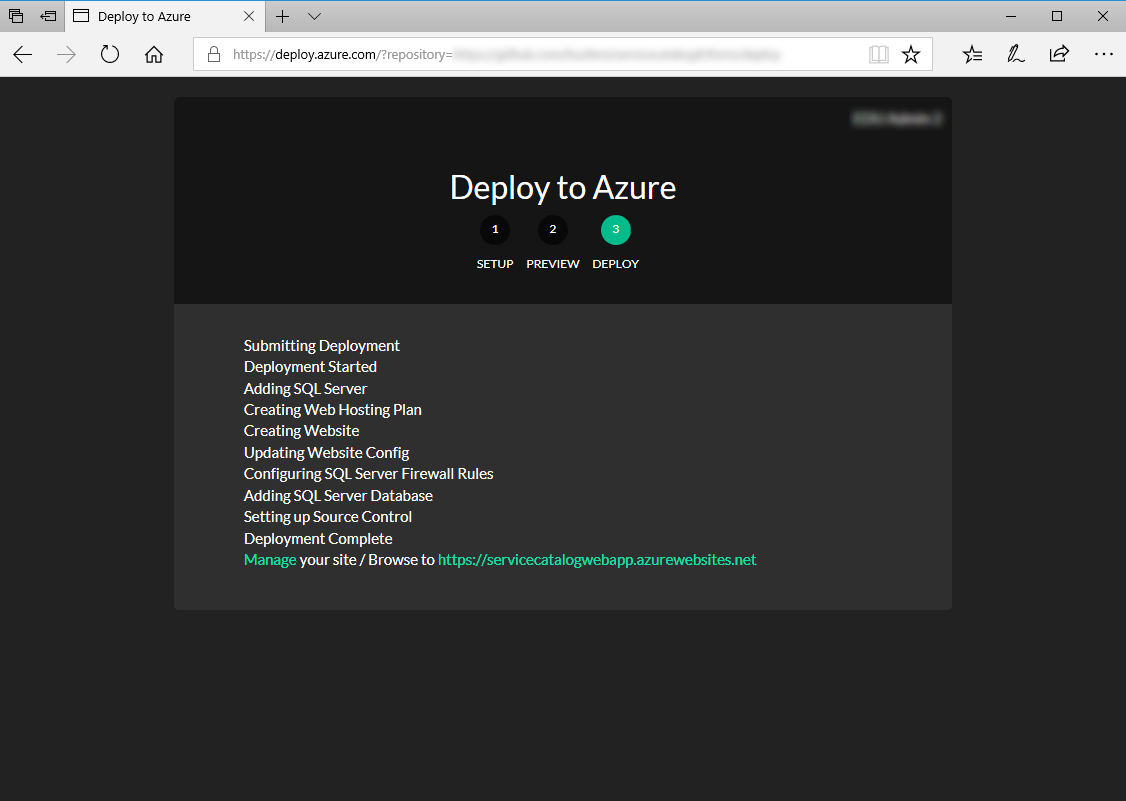 Deploy to Azure
https://deploy.azure.com/?repository=
Deploy to Azure
1 2 3
SETUP PREVIEW DEPLOY
Submitting Deployment
Deployment Started
Adding SQL Server
Creating Web Hosting Plan
Creating Website
Updating Website Config
Configuring SQL Server Firewall Rules
Adding SQL Server Database
Setting up Source Control
Deployment Complete
Manage your site / Browse to https://servicecatalogwebapp.azurewebsites.net